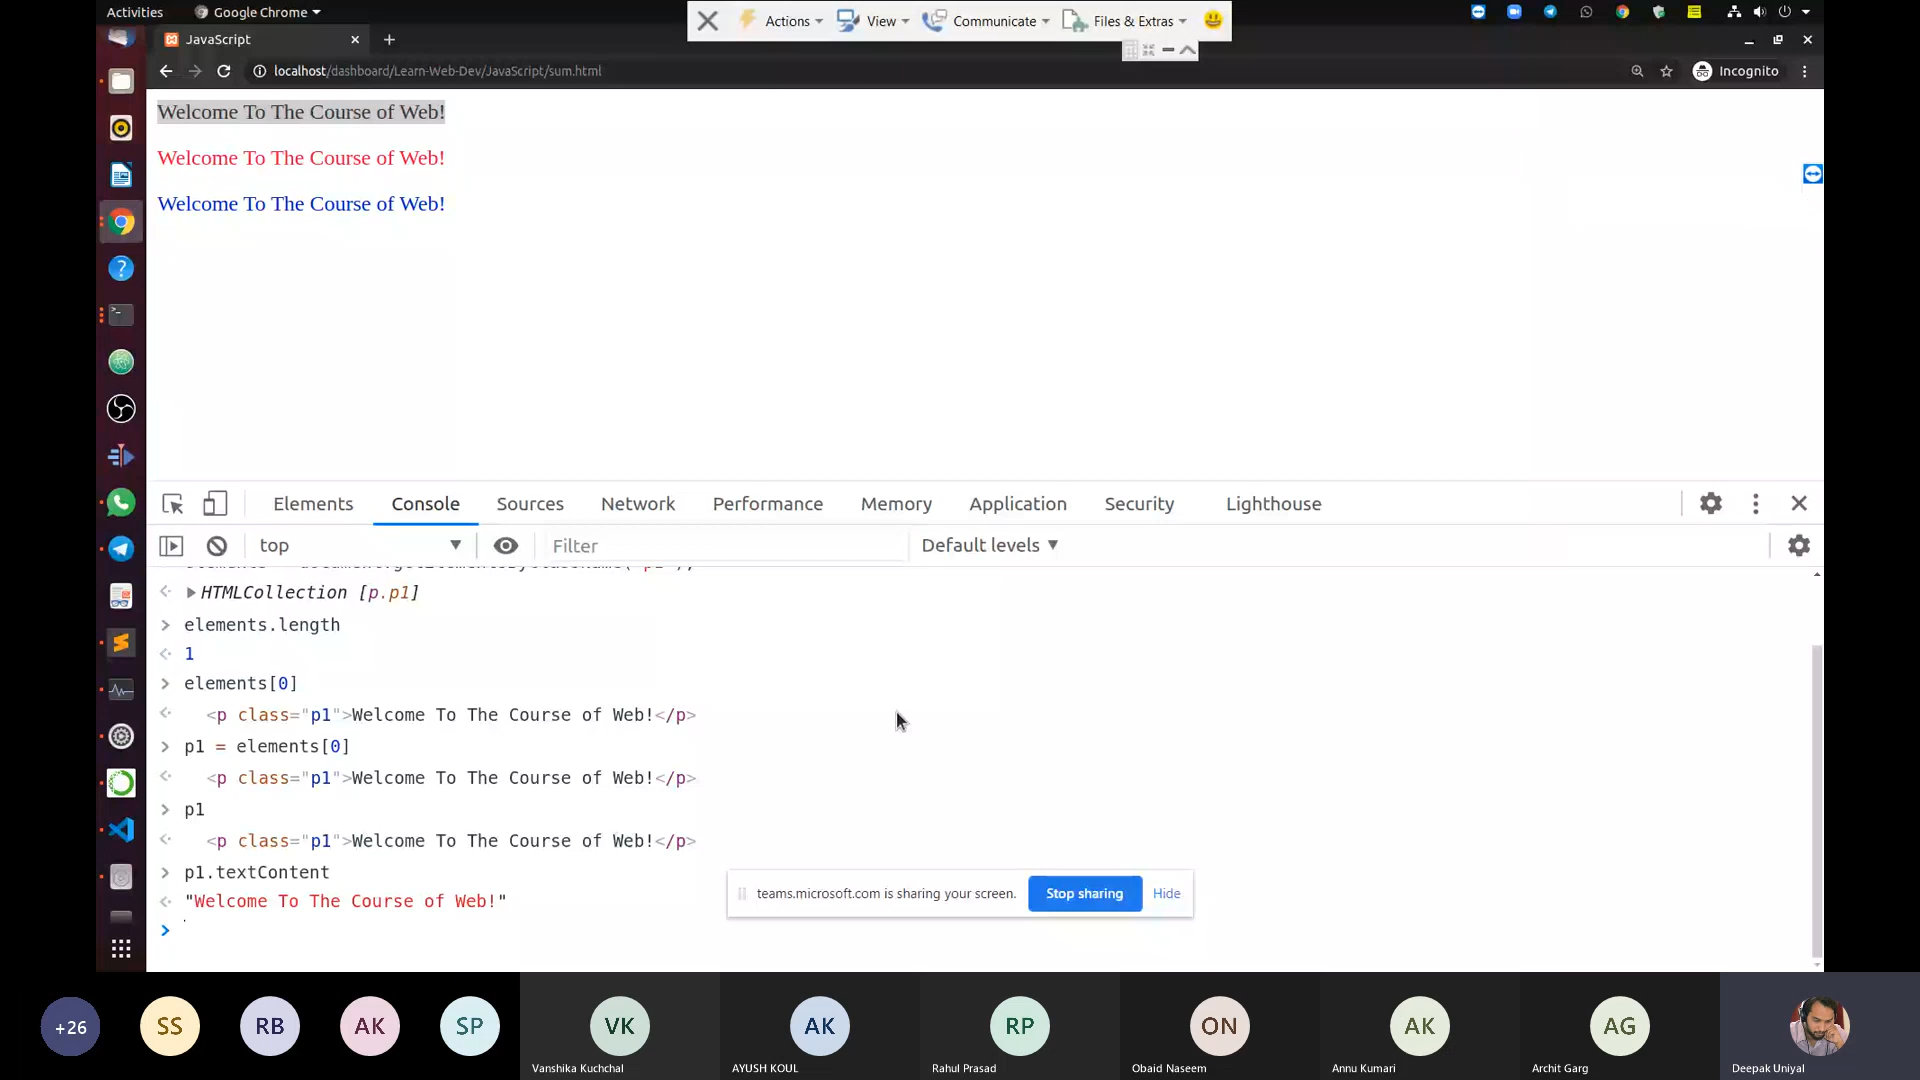 Activities
Google Chrome
Actions
View
Communicate
Files & Extras
JavaScript
localhost/dashboard/Learn-Web-Dev/JavaScript/sum.html
Incognito
Welcome To The Course of Web!
Welcome To The Course of Web!
Welcome To The Course of Web!
Elements
Console
Sources
Network
Performance
Memory
Application
Security
Lighthouse
top
Filter
Default levels
HTMLCollection [p.p1]
elements.length
1
elements[0]
<p class="p1">Welcome To The Course of Web!</p>
p1 = elements[0]
<p class="p1">Welcome To The Course of Web!</p>
p1
<p class="p1">Welcome To The Course of Web!</p>
p1.textContent
"Welcome To The Course of Web!"
teams.microsoft.com is sharing your screen.
Stop sharing
Hide
+26
SS
RB
AK
SP
VK
AK
RP
ON
AK
AG
Vanshika Kuchchal
AYUSH KOUL
Rahul Prasad
Obaid Naseem
Annu Kumari
Archit Garg
Deepak Uniyal